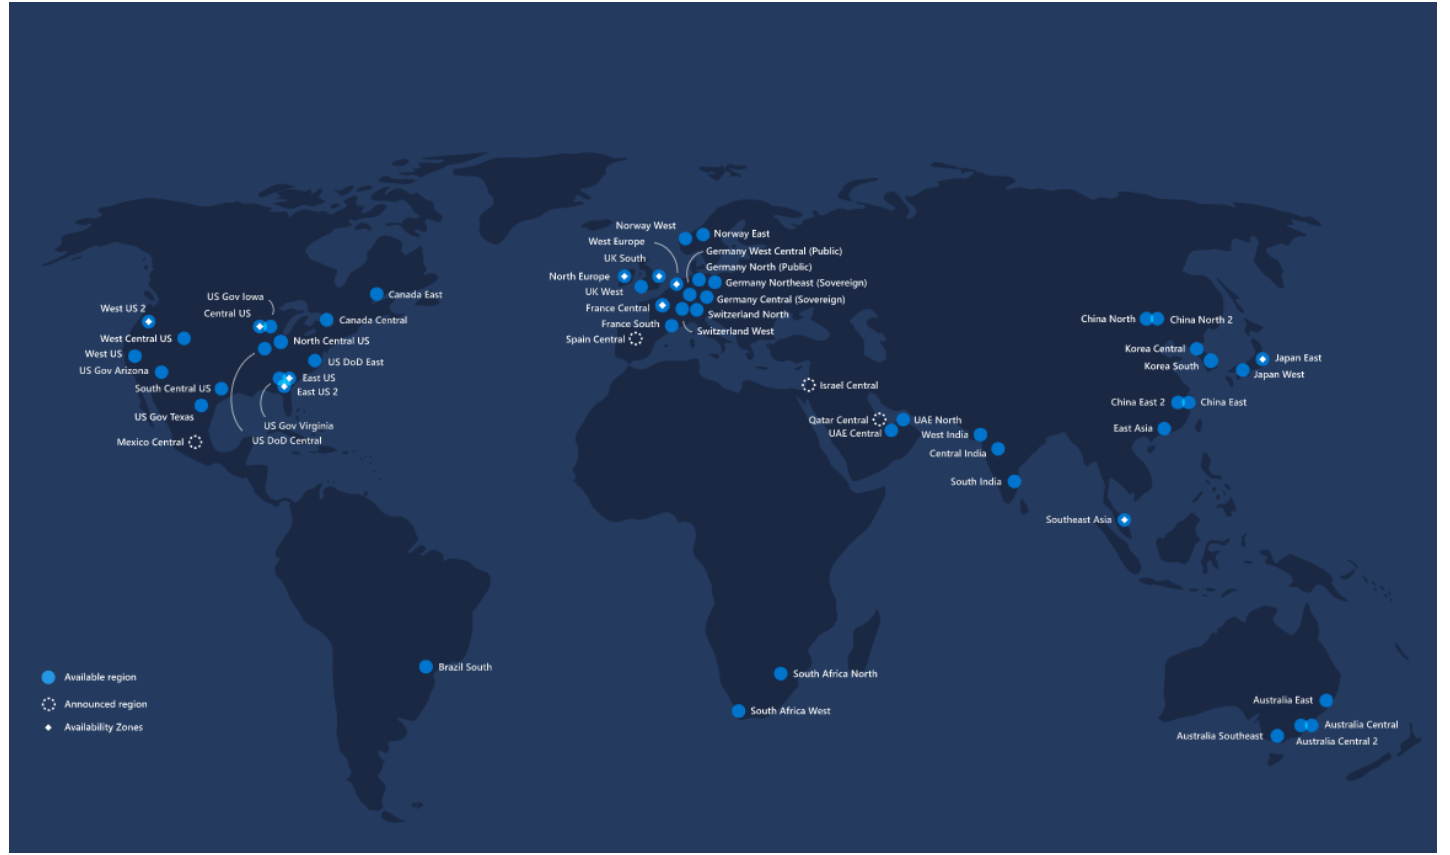 Norway West
Norway East
West Europe
Germany West Central (Public)
UK South
Germany North (Public)
North Europe
Germany Northeast (Sovereign)
UK West
Germany Central (Sovereign)
France Central
Switzerland North
France South
Switzerland West
Spain Central
US Gov Iowa
Canada East
West US 2
Central US
Canada Central
West Central US
North Central US
West US
US DoD East
US Gov Arizona
East US
South Central US
East US 2
US Gov Texas
US Gov Virginia
Mexico Central
US DoD Central
China North
China North 2
Korea Central
Japan East
Korea South
Japan West
Israel Central
China East 2
China East
Qatar Central
UAE North
East Asia
UAE Central
West India
Central India
South India
Southeast Asia
Brazil South
South Africa North
South Africa West
Available region
Announced region
Availability Zones
Australia East
Australia Central
Australia Southeast
Australia Central 2